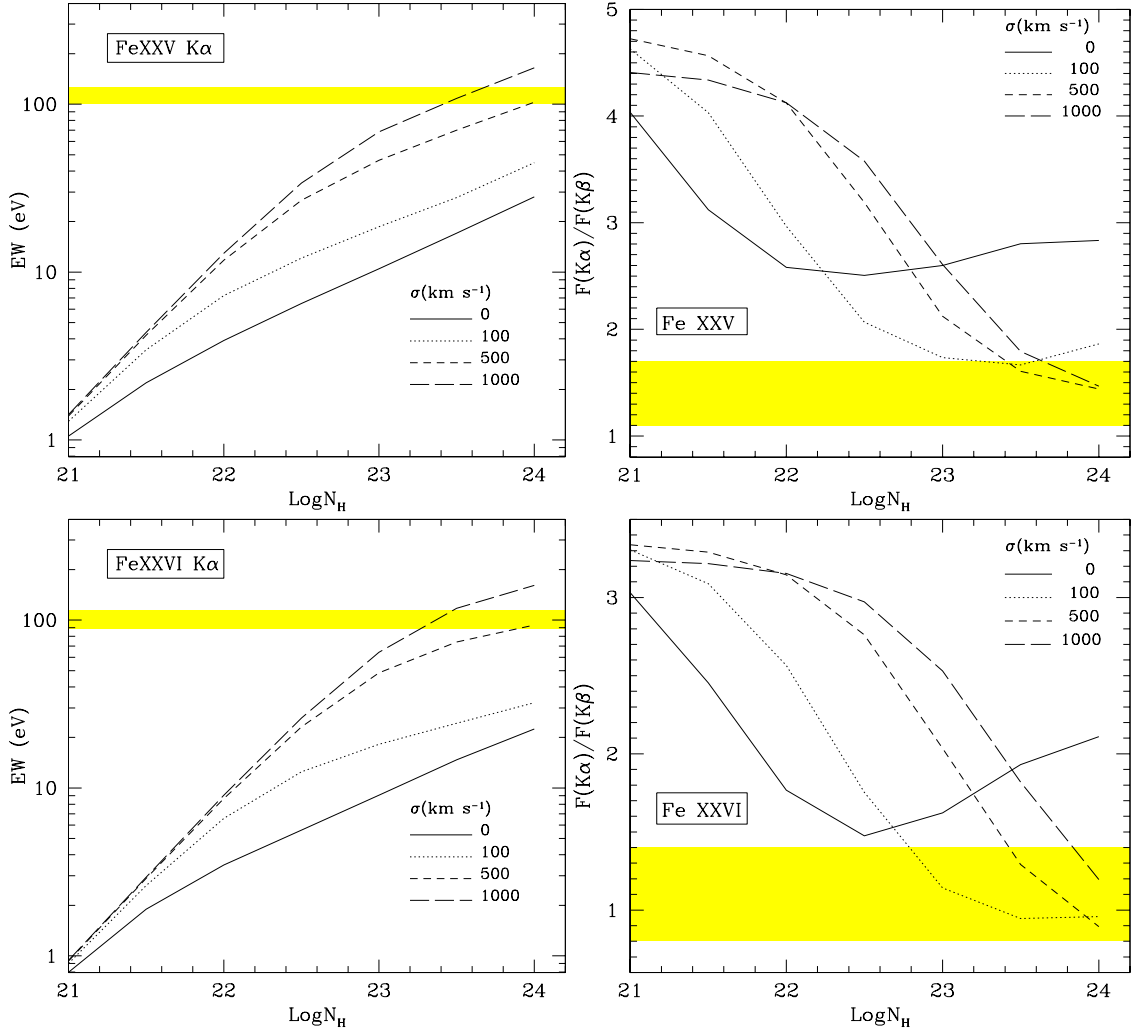 FeXXV Kα
EW (eV)
100
10
1
σ(km s⁻¹)
0
100
500
1000
21 22 23 24
LogN_H
F(Kα)/F(Kβ)
5
4
3
2
1
σ(km s⁻¹)
0
100
500
1000
Fe XXV
21 22 23 24
LogN_H
FeXXVI Kα
EW (eV)
100
10
1
σ(km s⁻¹)
0
100
500
1000
21 22 23 24
LogN_H
F(Kα)/F(Kβ)
3
2
1
σ(km s⁻¹)
0
100
500
1000
Fe XXVI
21 22 23 24
LogN_H